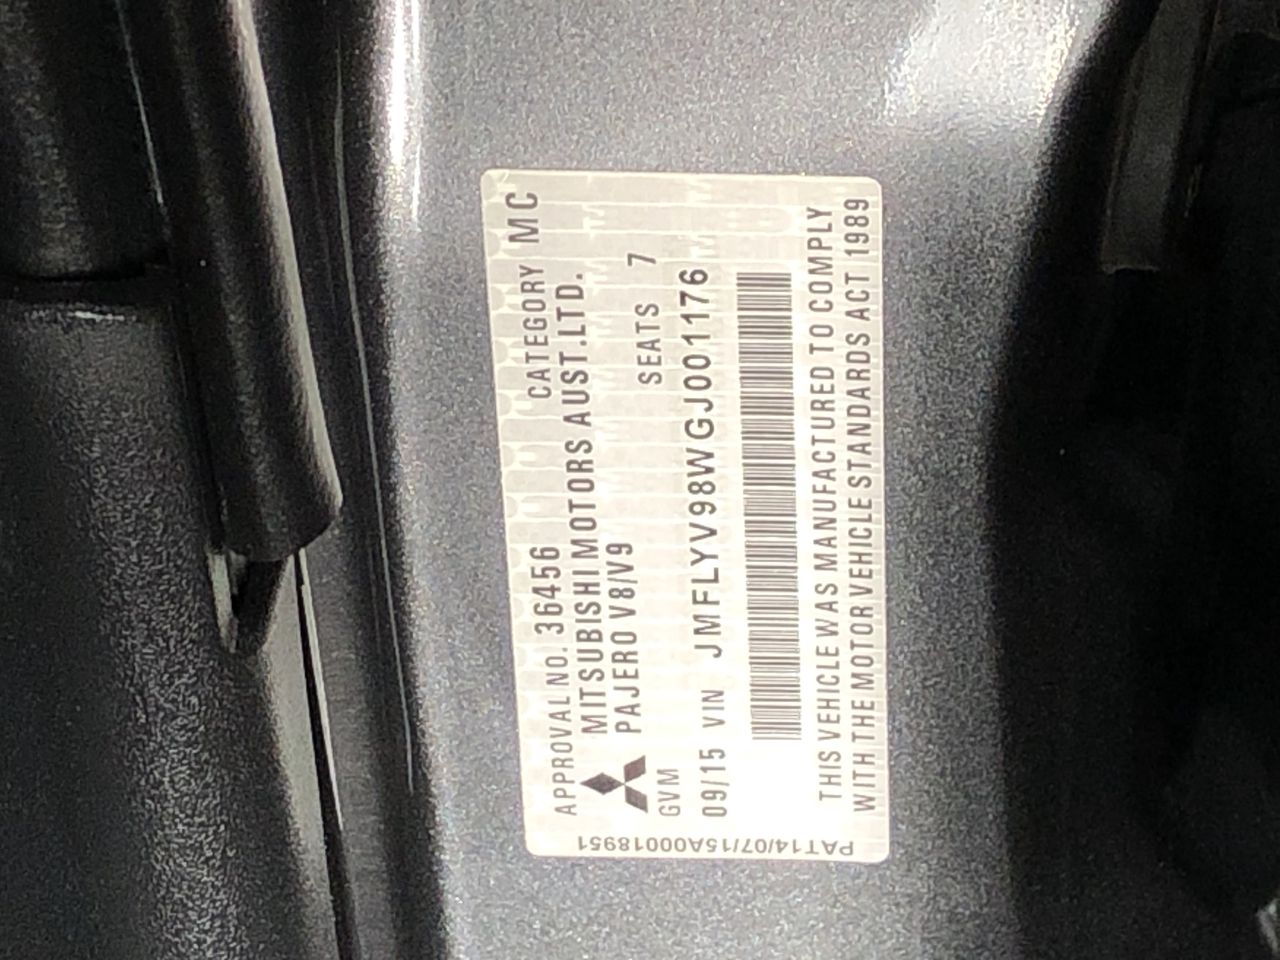 APPROVAL NO. 36456 CATEGORY MC
MITSUBISHI MOTORS AUST.LTD.
PAJERO V8/V9
GVM SEATS 7
09/15 VIN JMFLYV98WGJ001176
THIS VEHICLE WAS MANUFACTURED TO COMPLY
WITH THE MOTOR VEHICLE STANDARDS ACT 1989
PAT14/07/15A00018951